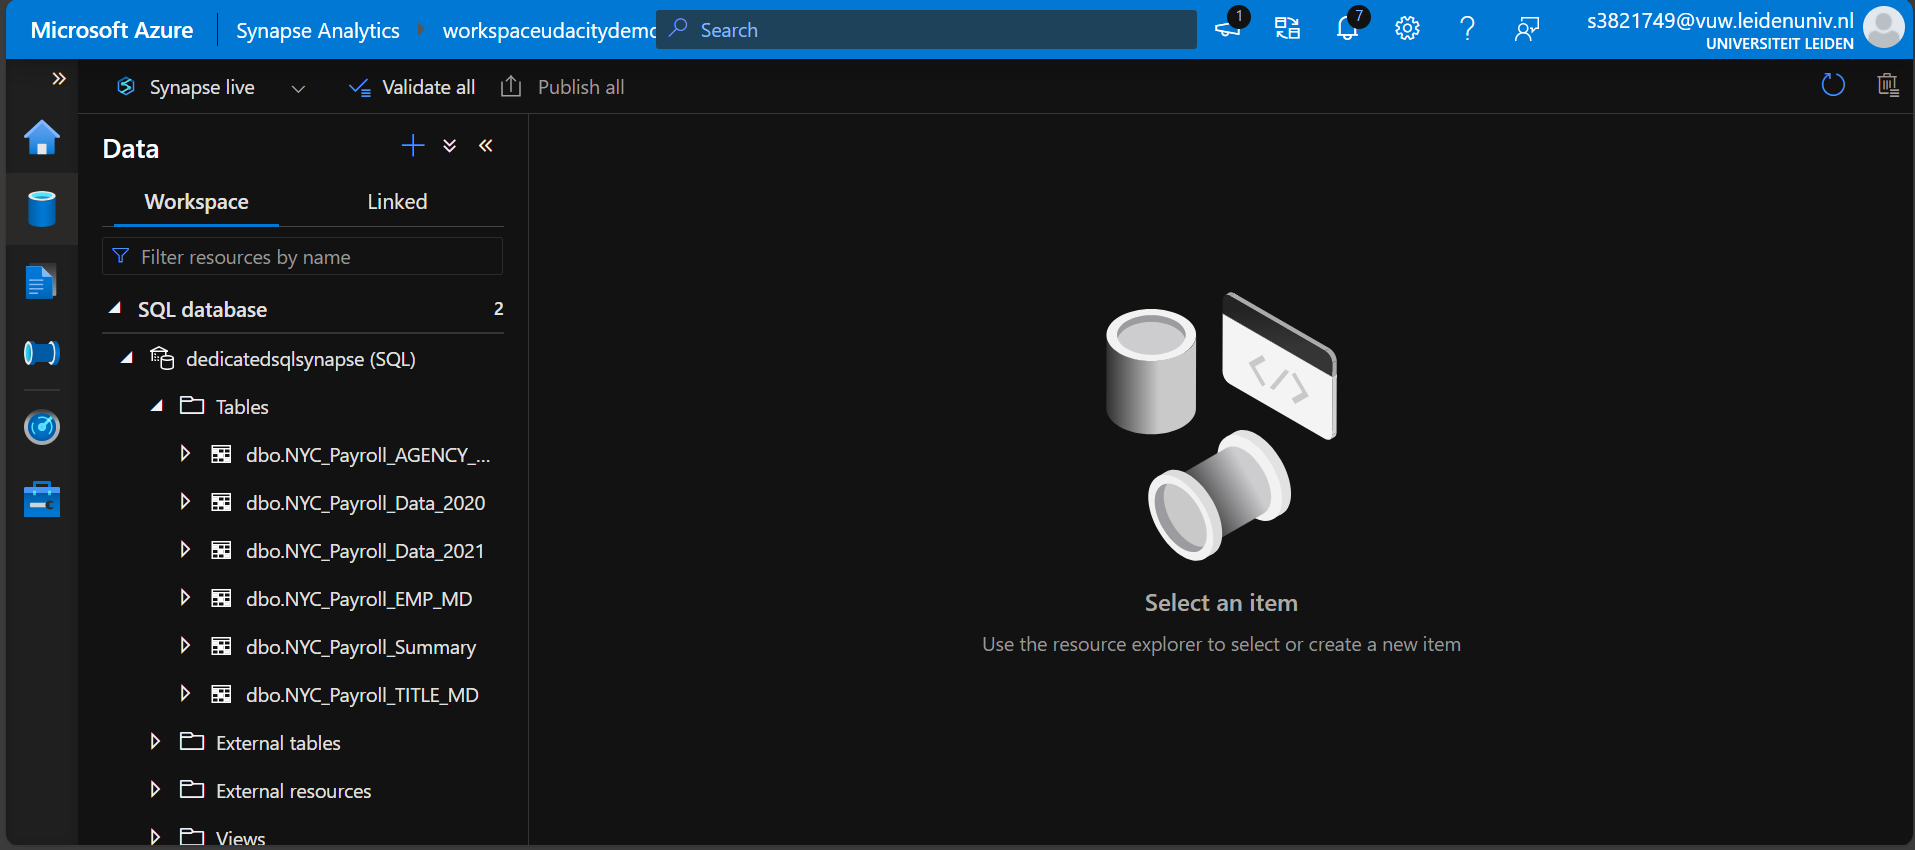 Microsoft Azure
Synapse Analytics
workspaceudacitydemo
Search
1
7
s3821749@vuw.leidenuniv.nl
UNIVERSITEIT LEIDEN
Synapse live
Validate all
Publish all
Data
Workspace
Linked
Filter resources by name
SQL database
2
dedicatedsqlsynapse (SQL)
Tables
dbo.NYC_Payroll_AGENCY_...
dbo.NYC_Payroll_Data_2020
dbo.NYC_Payroll_Data_2021
dbo.NYC_Payroll_EMP_MD
dbo.NYC_Payroll_Summary
dbo.NYC_Payroll_TITLE_MD
External tables
External resources
Views
Select an item
Use the resource explorer to select or create a new item